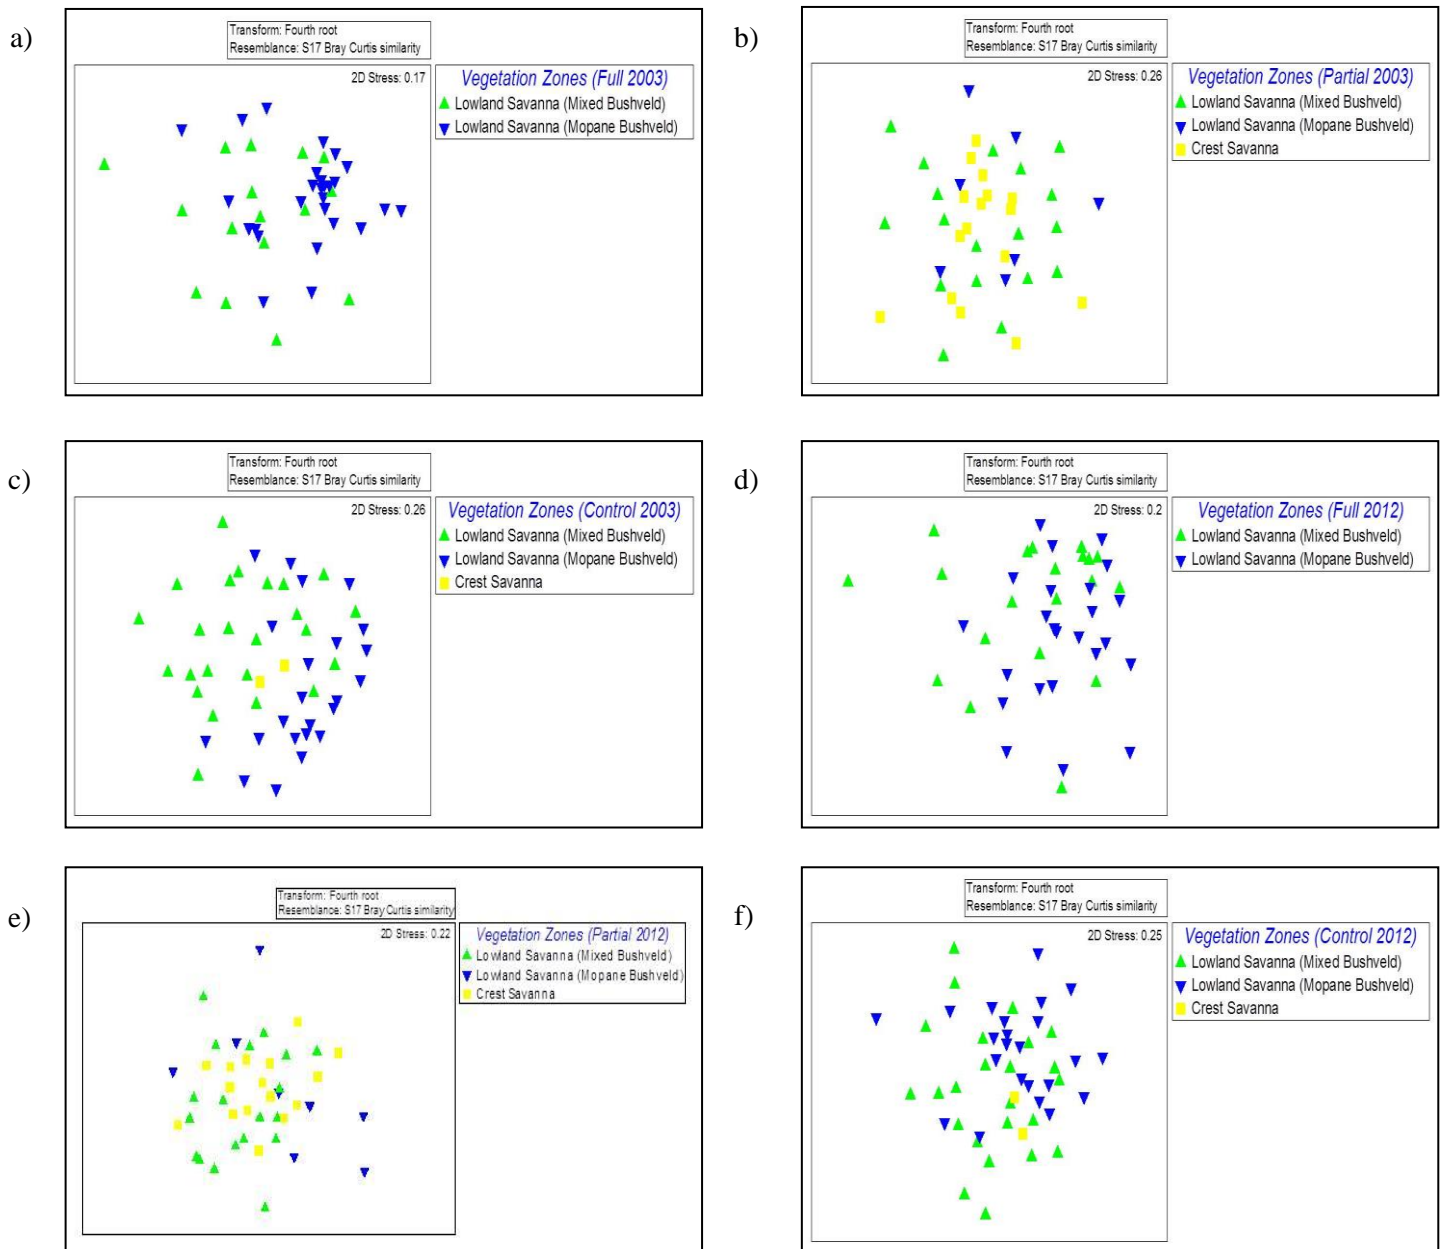 a)
Transform: Fourth root
Resemblance: S17 Bray Curtis similarity
2D Stress: 0.17
Vegetation Zones (Full 2003)
Lowland Savanna (Mixed Bushveld)
Lowland Savanna (Mopane Bushveld)
b)
Transform: Fourth root
Resemblance: S17 Bray Curtis similarity
2D Stress: 0.26
Vegetation Zones (Partial 2003)
Lowland Savanna (Mixed Bushveld)
Lowland Savanna (Mopane Bushveld)
Crest Savanna
c)
Transform: Fourth root
Resemblance: S17 Bray Curtis similarity
2D Stress: 0.26
Vegetation Zones (Control 2003)
Lowland Savanna (Mixed Bushveld)
Lowland Savanna (Mopane Bushveld)
Crest Savanna
d)
Transform: Fourth root
Resemblance: S17 Bray Curtis similarity
2D Stress: 0.2
Vegetation Zones (Full 2012)
Lowland Savanna (Mixed Bushveld)
Lowland Savanna (Mopane Bushveld)
e)
Transform: Fourth root
Resemblance: S17 Bray Curtis similarity
2D Stress: 0.22
Vegetation Zones (Partial 2012)
Lowland Savanna (Mixed Bushveld)
Lowland Savanna (Mopane Bushveld)
Crest Savanna
f)
Transform: Fourth root
Resemblance: S17 Bray Curtis similarity
2D Stress: 0.25
Vegetation Zones (Control 2012)
Lowland Savanna (Mixed Bushveld)
Lowland Savanna (Mopane Bushveld)
Crest Savanna